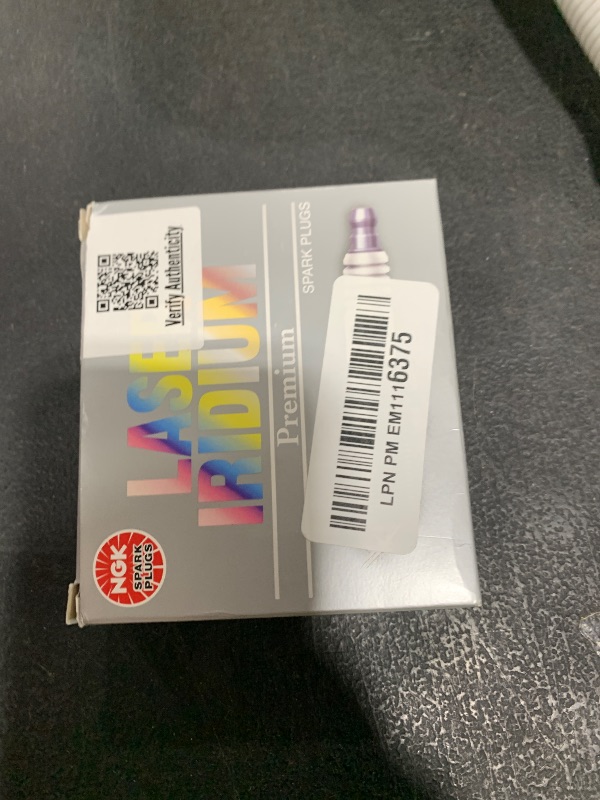 Verify Authenticity
LASER
IRIDIUM
Premium
SPARK PLUGS
LPN PM EM1116375
NGK
SPARK
PLUGS